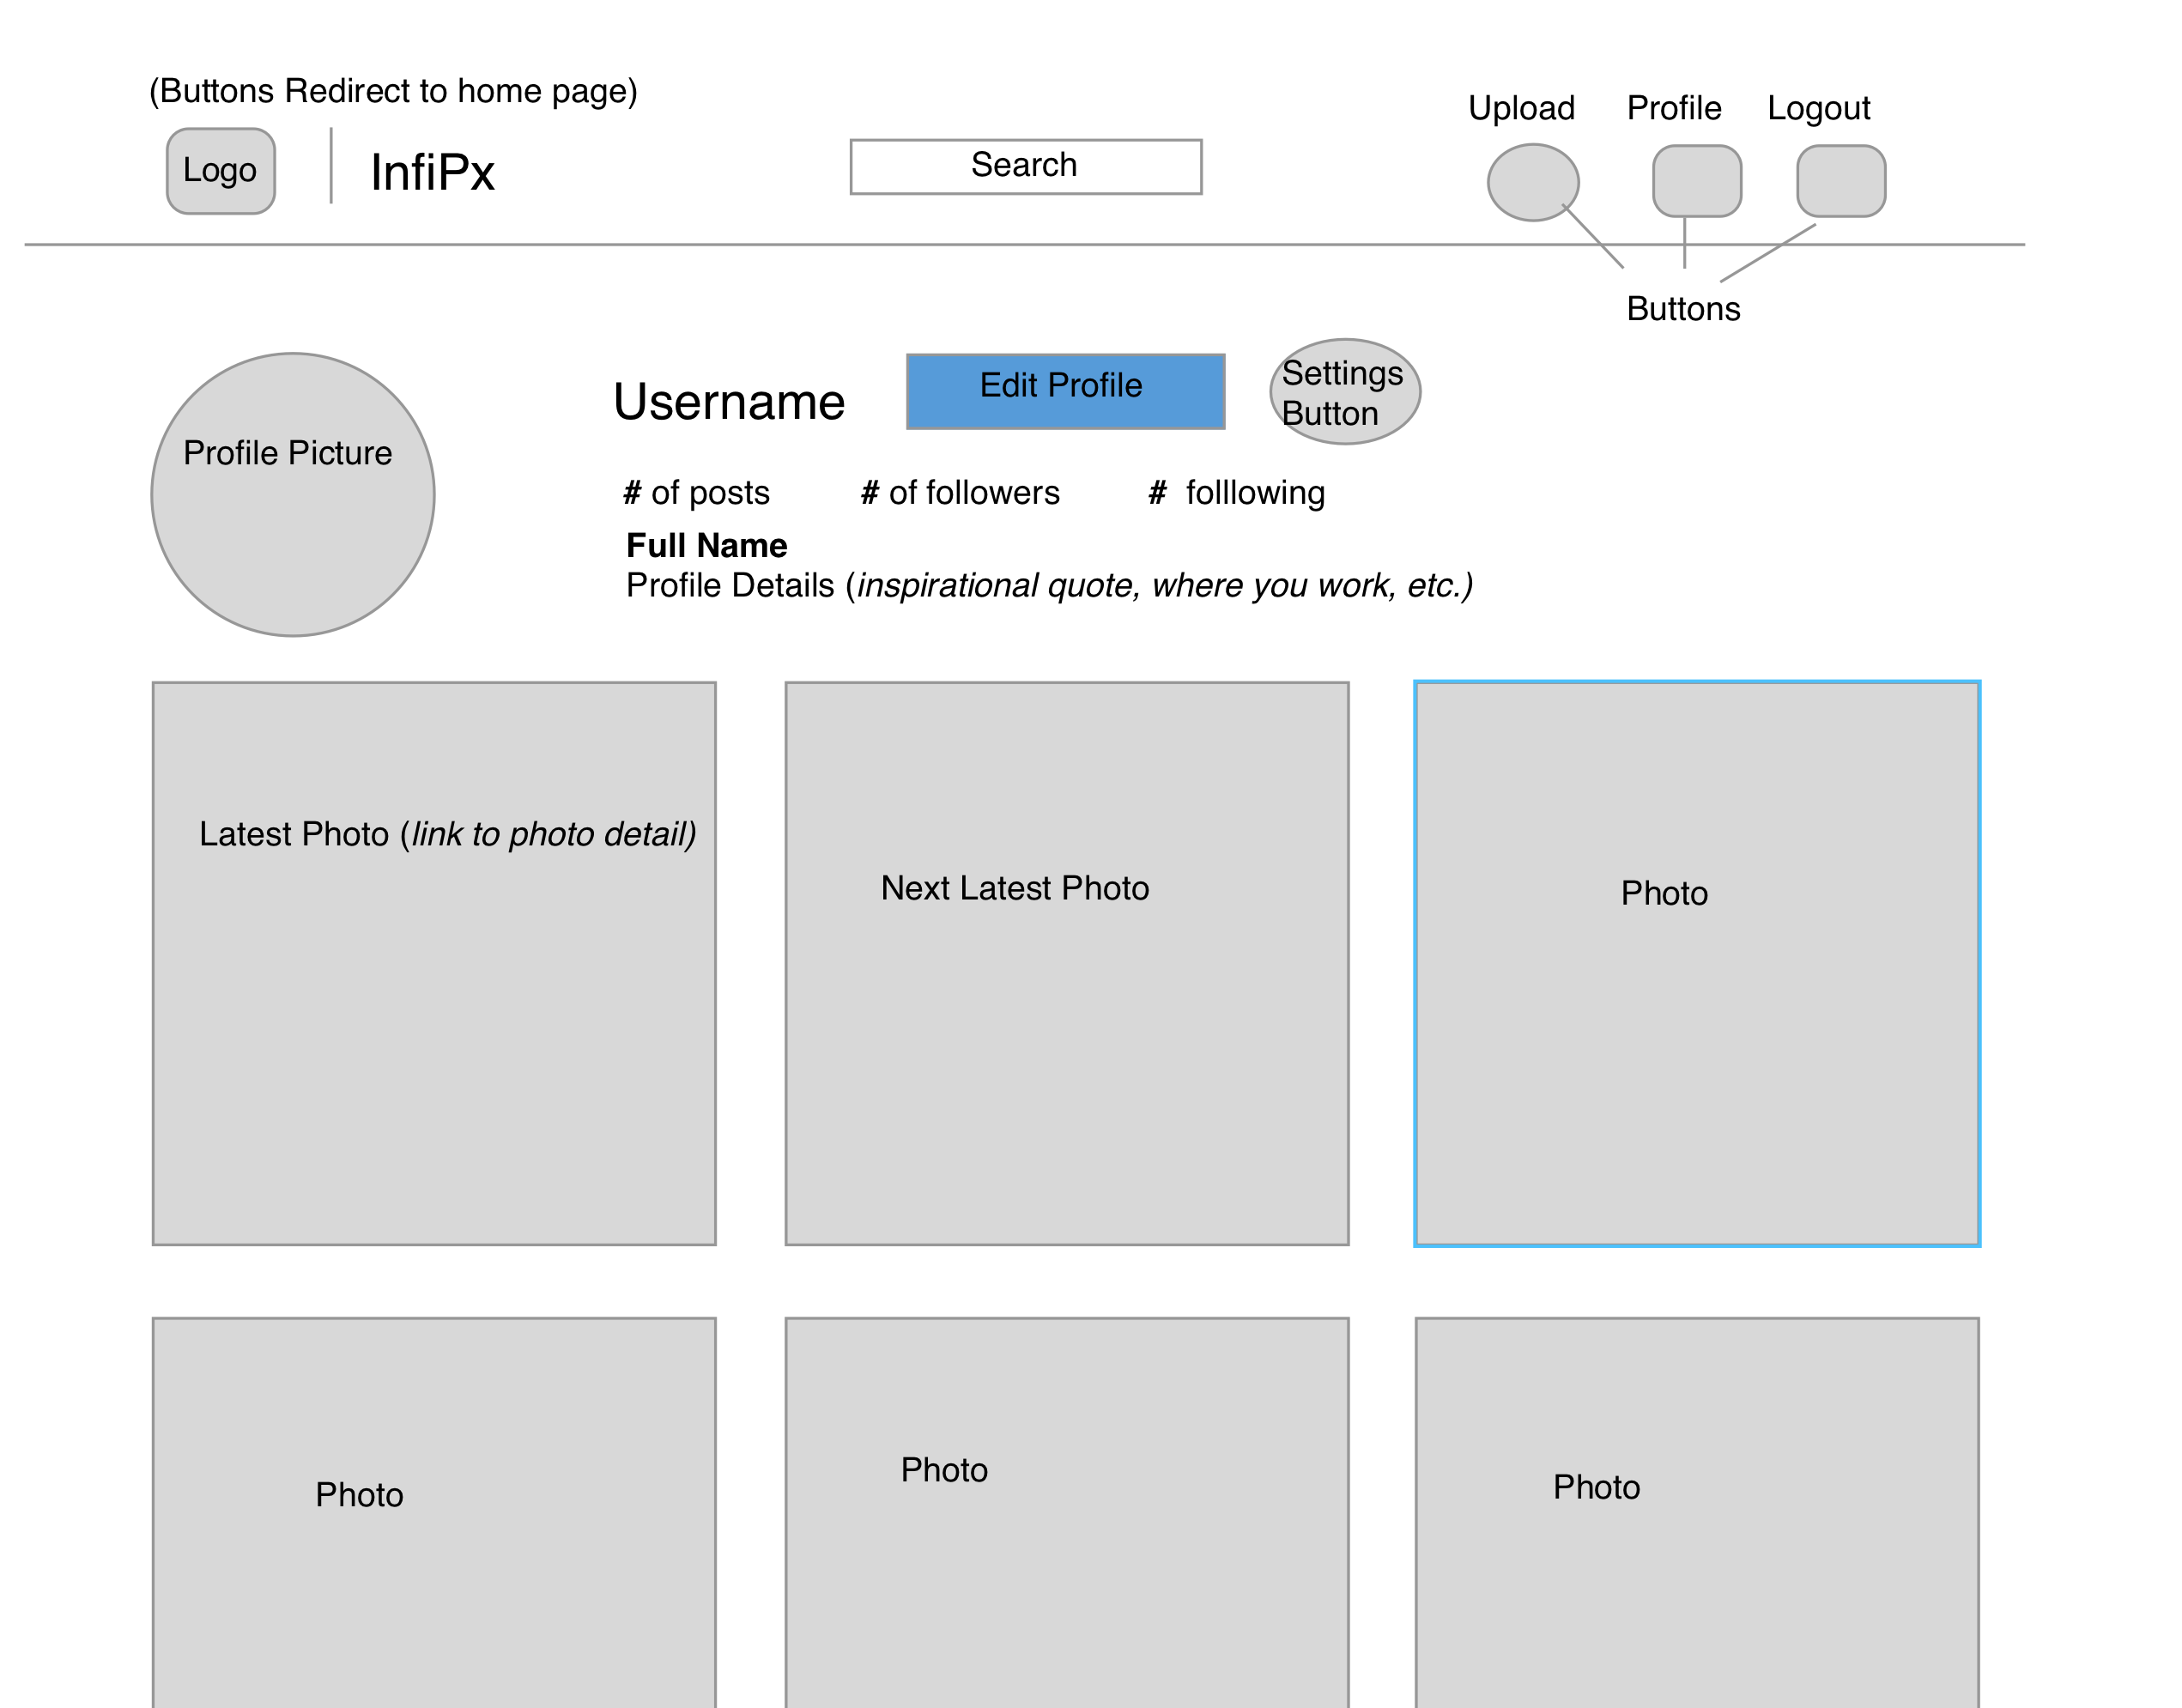 (Buttons Redirect to home page)
Upload Profile Logout
Logo InfiPx Search
Buttons
Username Edit Profile Settings Button
Profile Picture
# of posts # of followers # folllowing
Full Name
Profile Details (inspirational quote, where you work, etc.)
Latest Photo (link to photo detail)
Next Latest Photo
Photo
Photo
Photo
Photo